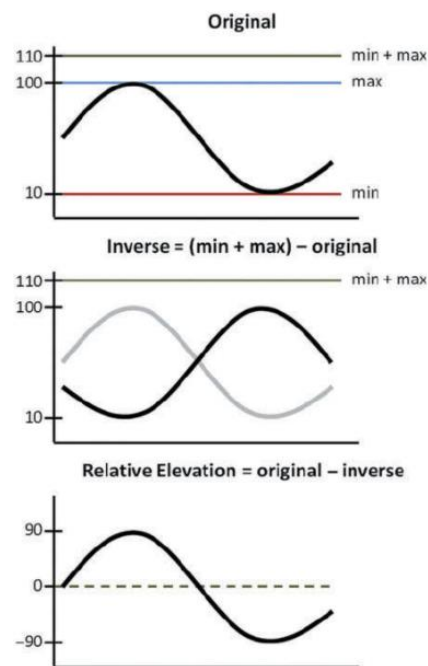 Original
110 min + max
100 max
10 min
Inverse = (min + max) – original
110 min + max
100
10
Relative Elevation = original – inverse
90
0
–90